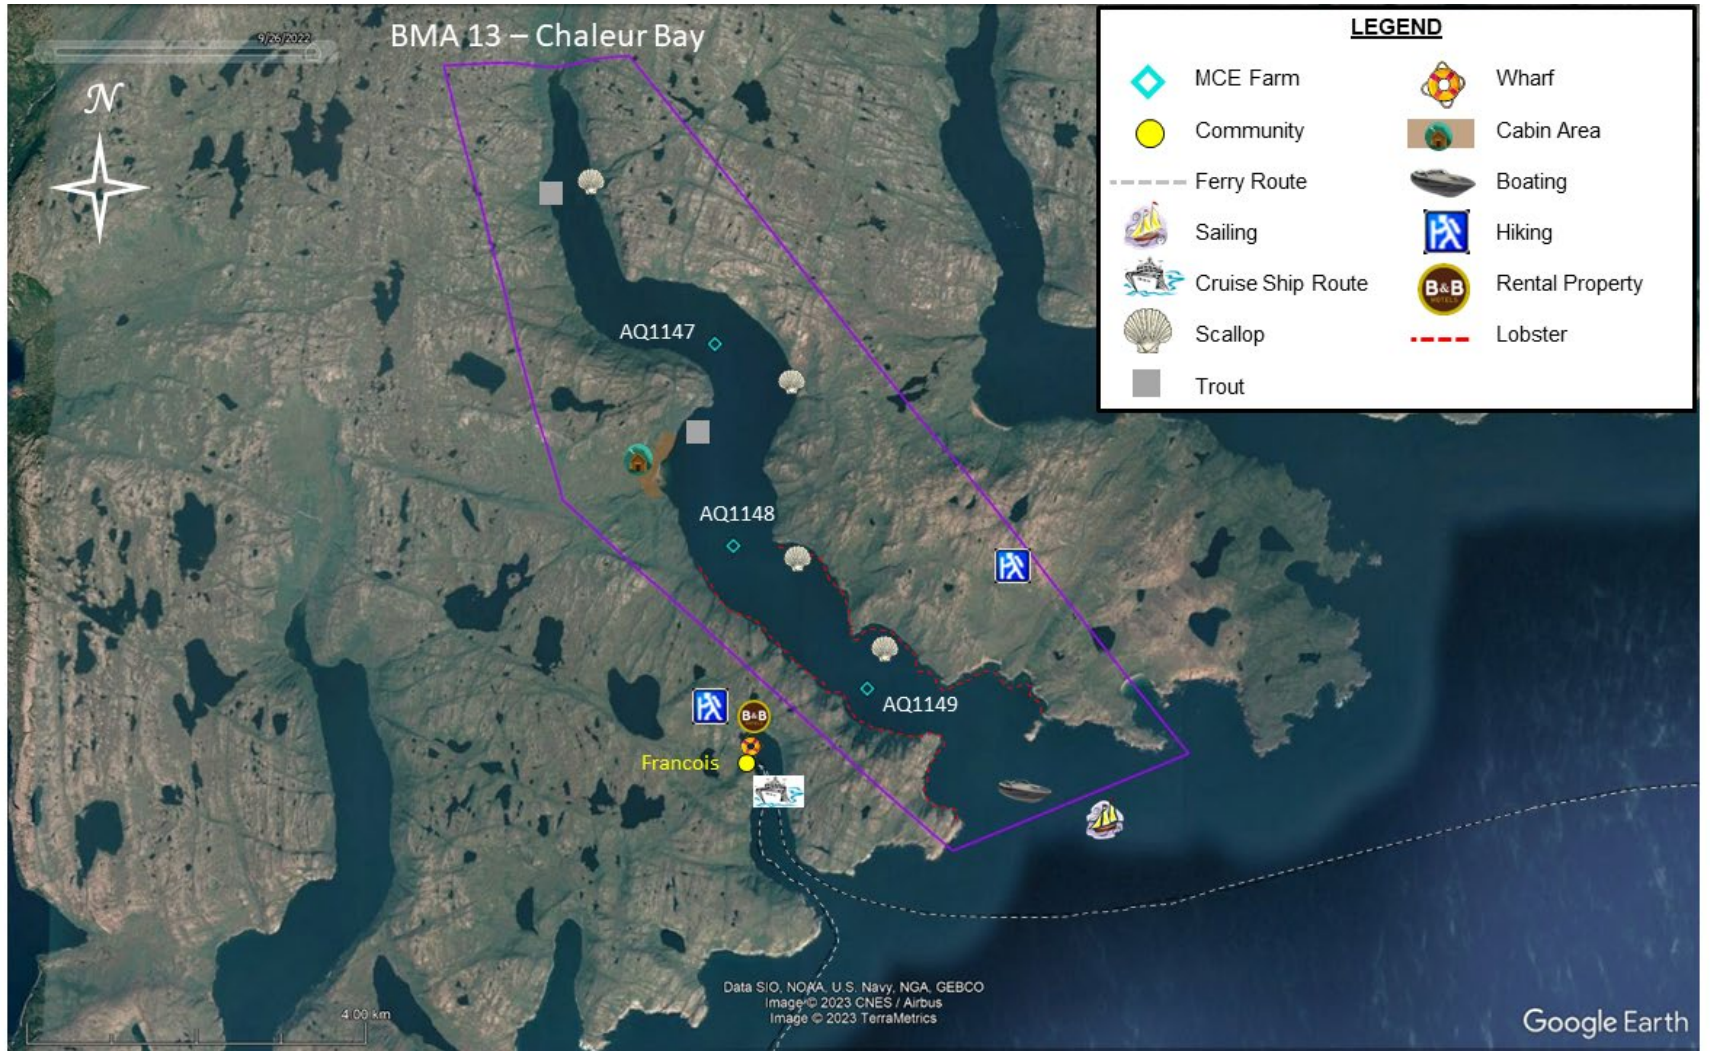 9/26/2022
BMA 13 – Chaleur Bay
N
LEGEND
MCE Farm
Community
Ferry Route
Sailing
Cruise Ship Route
Scallop
Trout
Wharf
Cabin Area
Boating
Hiking
B&B
HOTELS
Rental Property
Lobster
AQ1147
AQ1148
AQ1149
B&B
Francois
4.00 km
Data SIO, NOAA, U.S. Navy, NGA, GEBCO
Image © 2023 CNES / Airbus
Image © 2023 TerraMetrics
Google Earth